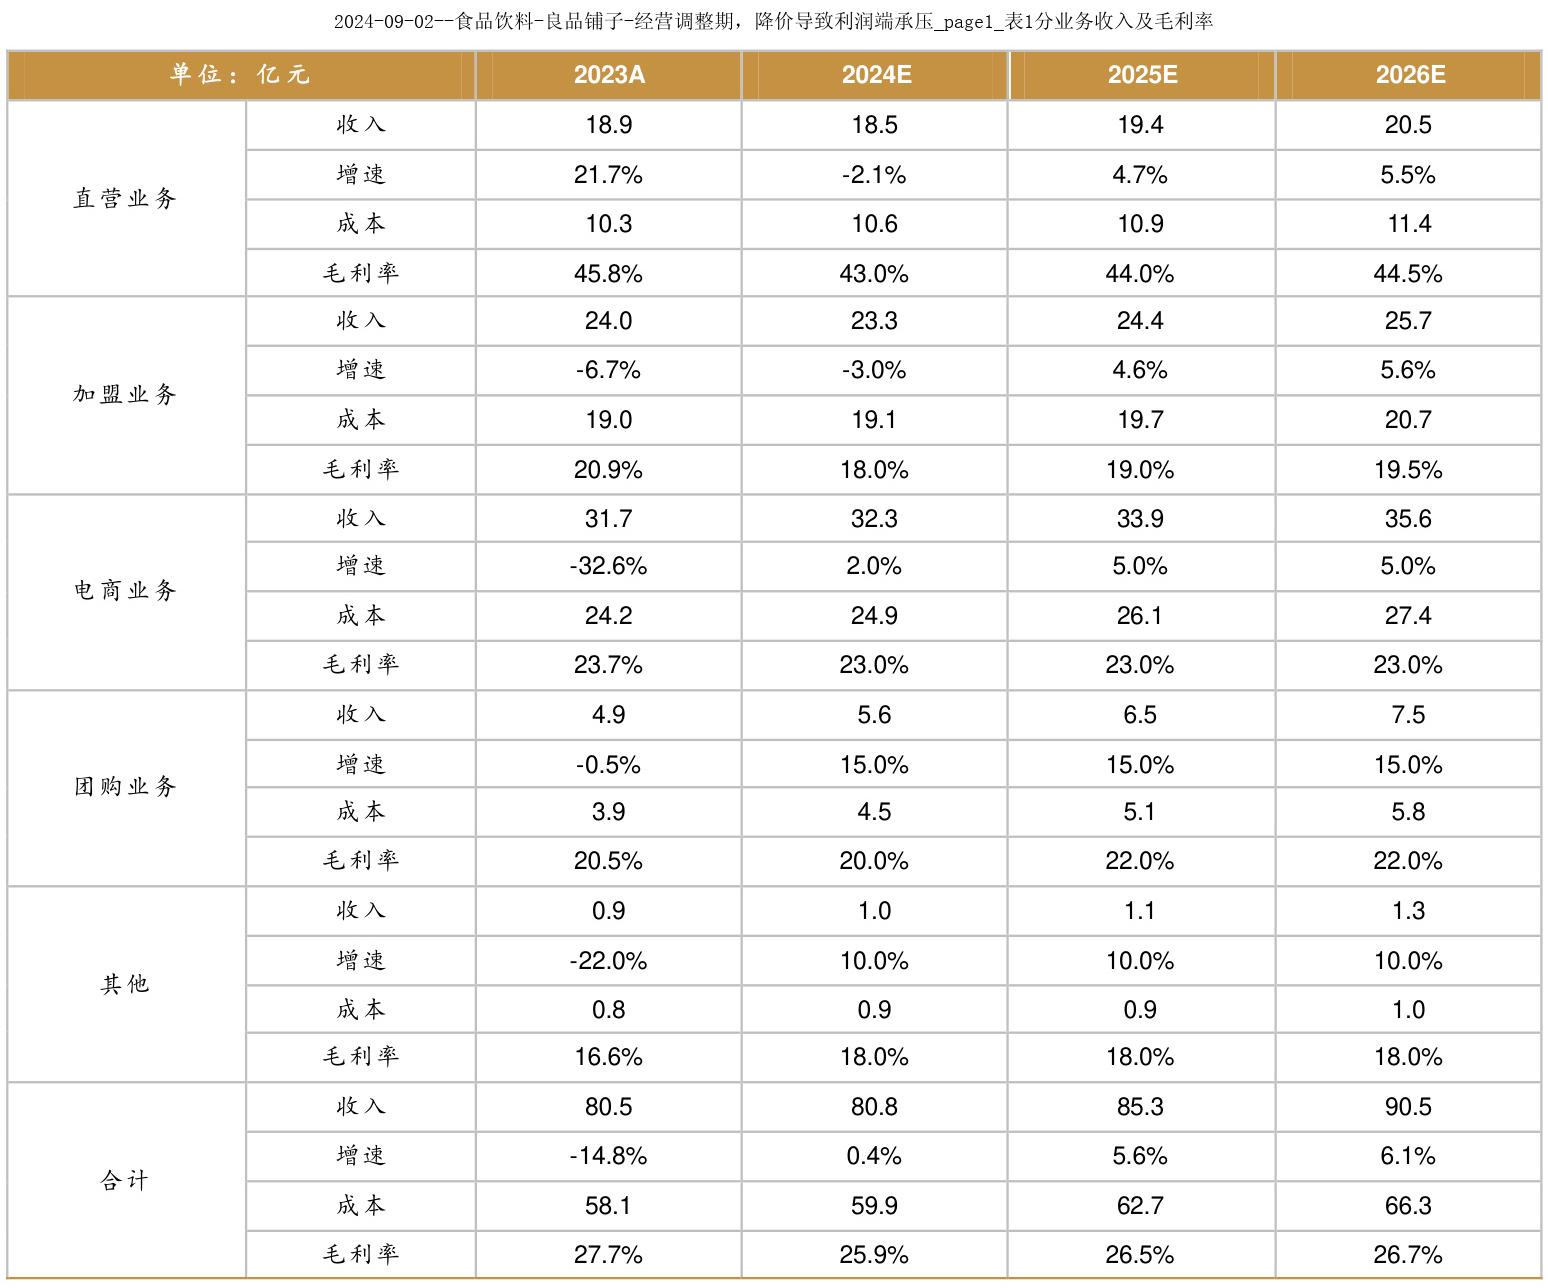 2024-09-02--食品饮料-良品铺子-经营调整期，降价导致利润端承压_page1_表1分业务收入及毛利率
单位：亿元 2023A 2024E 2025E 2026E
直营业务 收入 18.9 18.5 19.4 20.5
增速 21.7% -2.1% 4.7% 5.5%
成本 10.3 10.6 10.9 11.4
毛利率 45.8% 43.0% 44.0% 44.5%
加盟业务 收入 24.0 23.3 24.4 25.7
增速 -6.7% -3.0% 4.6% 5.6%
成本 19.0 19.1 19.7 20.7
毛利率 20.9% 18.0% 19.0% 19.5%
电商业务 收入 31.7 32.3 33.9 35.6
增速 -32.6% 2.0% 5.0% 5.0%
成本 24.2 24.9 26.1 27.4
毛利率 23.7% 23.0% 23.0% 23.0%
团购业务 收入 4.9 5.6 6.5 7.5
增速 -0.5% 15.0% 15.0% 15.0%
成本 3.9 4.5 5.1 5.8
毛利率 20.5% 20.0% 22.0% 22.0%
其他 收入 0.9 1.0 1.1 1.3
增速 -22.0% 10.0% 10.0% 10.0%
成本 0.8 0.9 0.9 1.0
毛利率 16.6% 18.0% 18.0% 18.0%
合计 收入 80.5 80.8 85.3 90.5
增速 -14.8% 0.4% 5.6% 6.1%
成本 58.1 59.9 62.7 66.3
毛利率 27.7% 25.9% 26.5% 26.7%